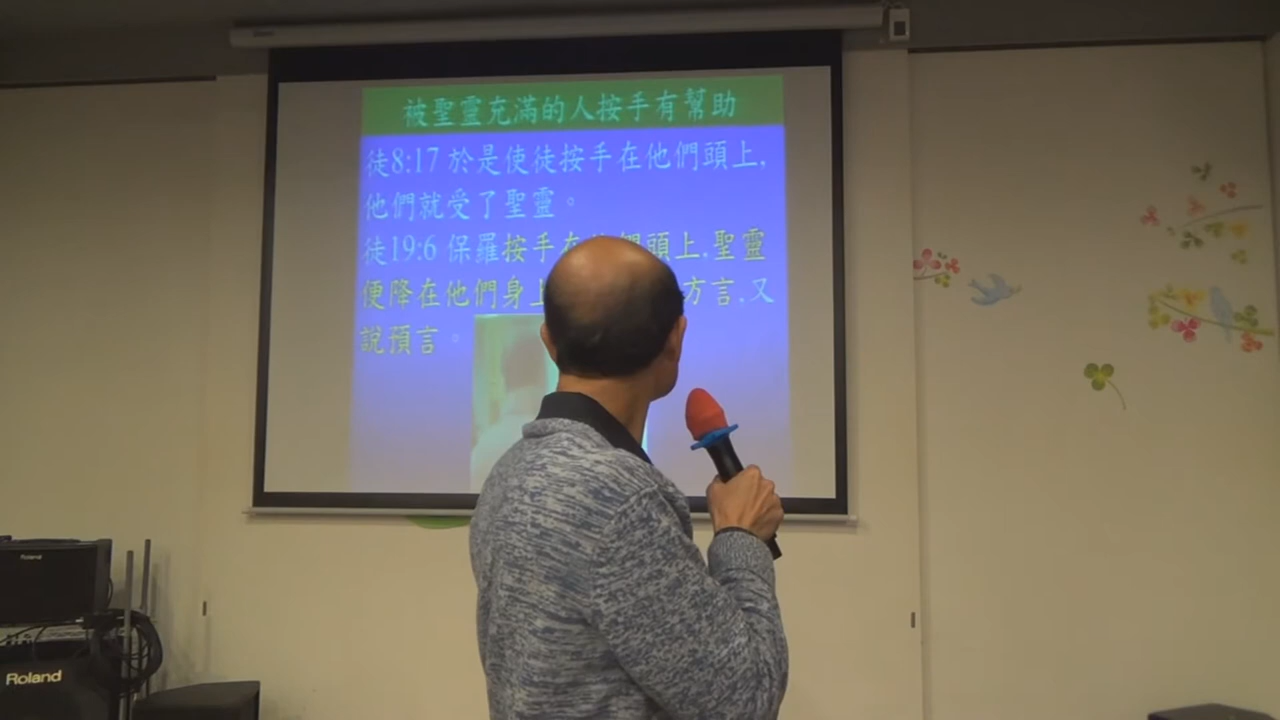 被聖靈充滿的人按手有幫助
徒8:17 於是使徒按手在他們頭上,
他們就受了聖靈。
徒19:6 保羅按手在 們頭上,聖靈
便降在他們身上 方言,又
說預言。
Roland
Roland